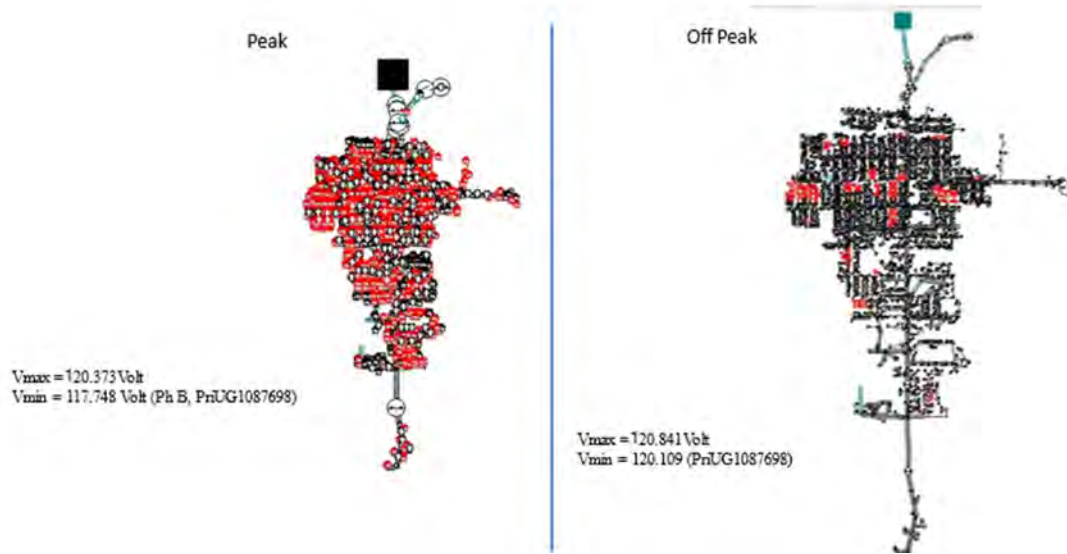 Peak
Vmax = 120.373 Volt
Vmin = 117.748 Volt (Ph B, PriUG1087698)
Off Peak
Vmax = 120.841 Volt
Vmin = 120.109 (PriUG1087698)